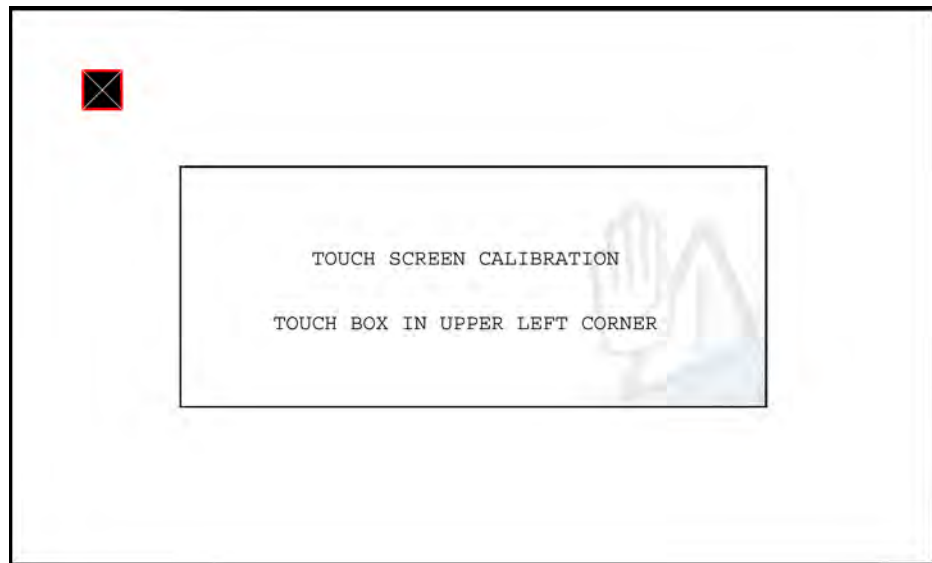 TOUCH SCREEN CALIBRATION
TOUCH BOX IN UPPER LEFT CORNER